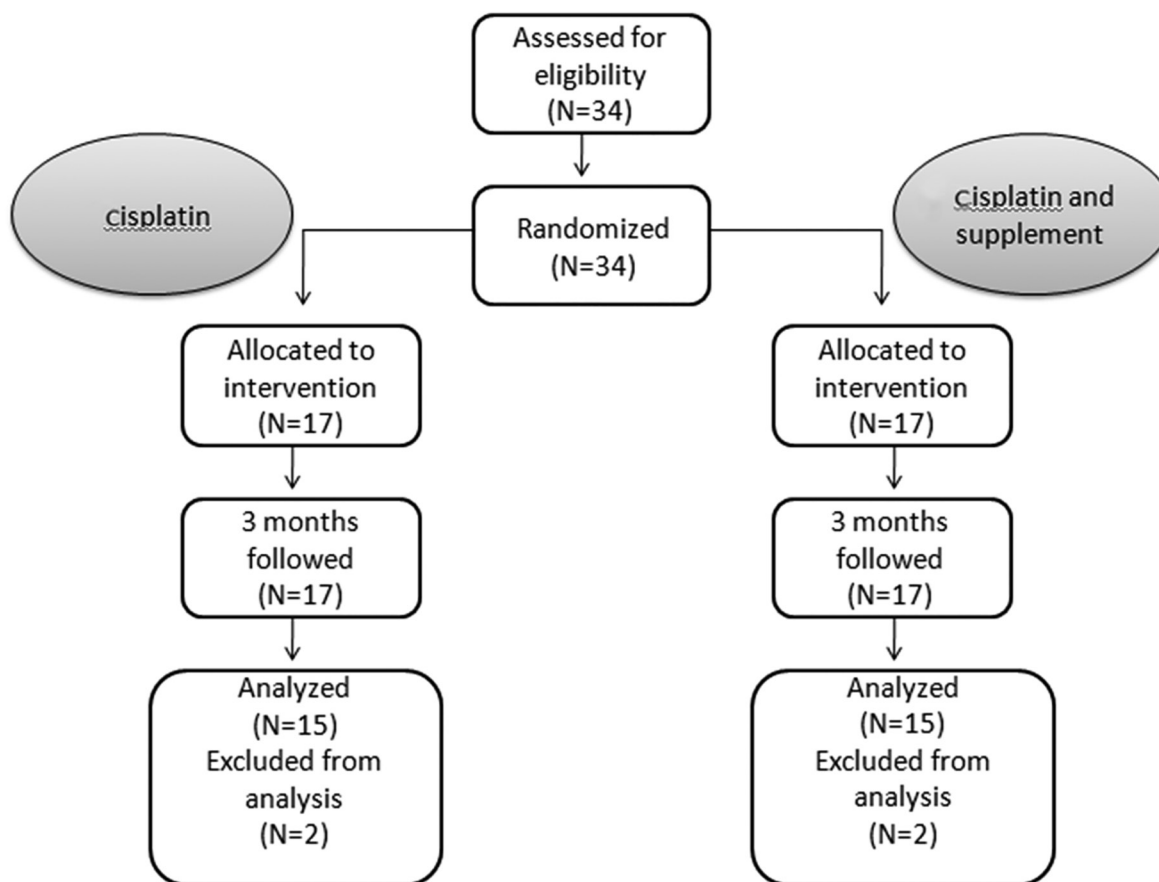 Assessed for
eligibility
(N=34)
cisplatin
Cisplatin and
supplement
Randomized
(N=34)
Allocated to
intervention
(N=17)
Allocated to
intervention
(N=17)
3 months
followed
(N=17)
3 months
followed
(N=17)
Analyzed
(N=15)
Excluded from
analysis
(N=2)
Analyzed
(N=15)
Excluded from
analysis
(N=2)